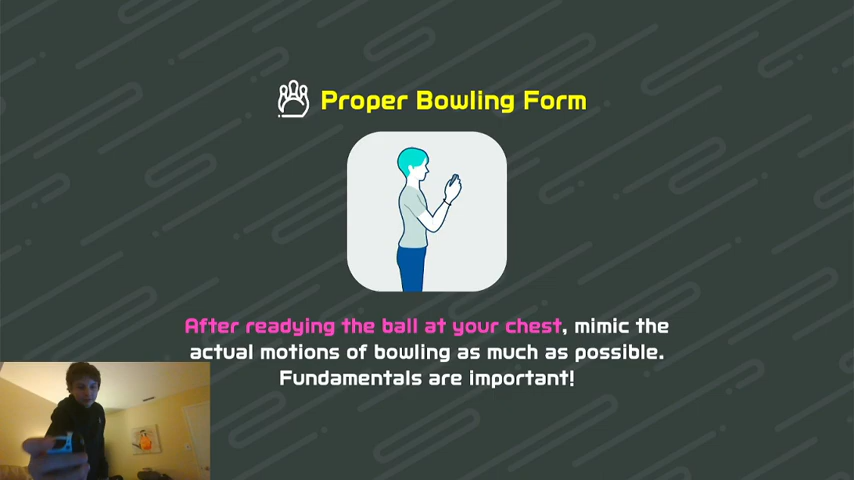 Proper Bowling Form
After readying the ball at your chest, mimic the
actual motions of bowling as much as possible.
Fundamentals are important!